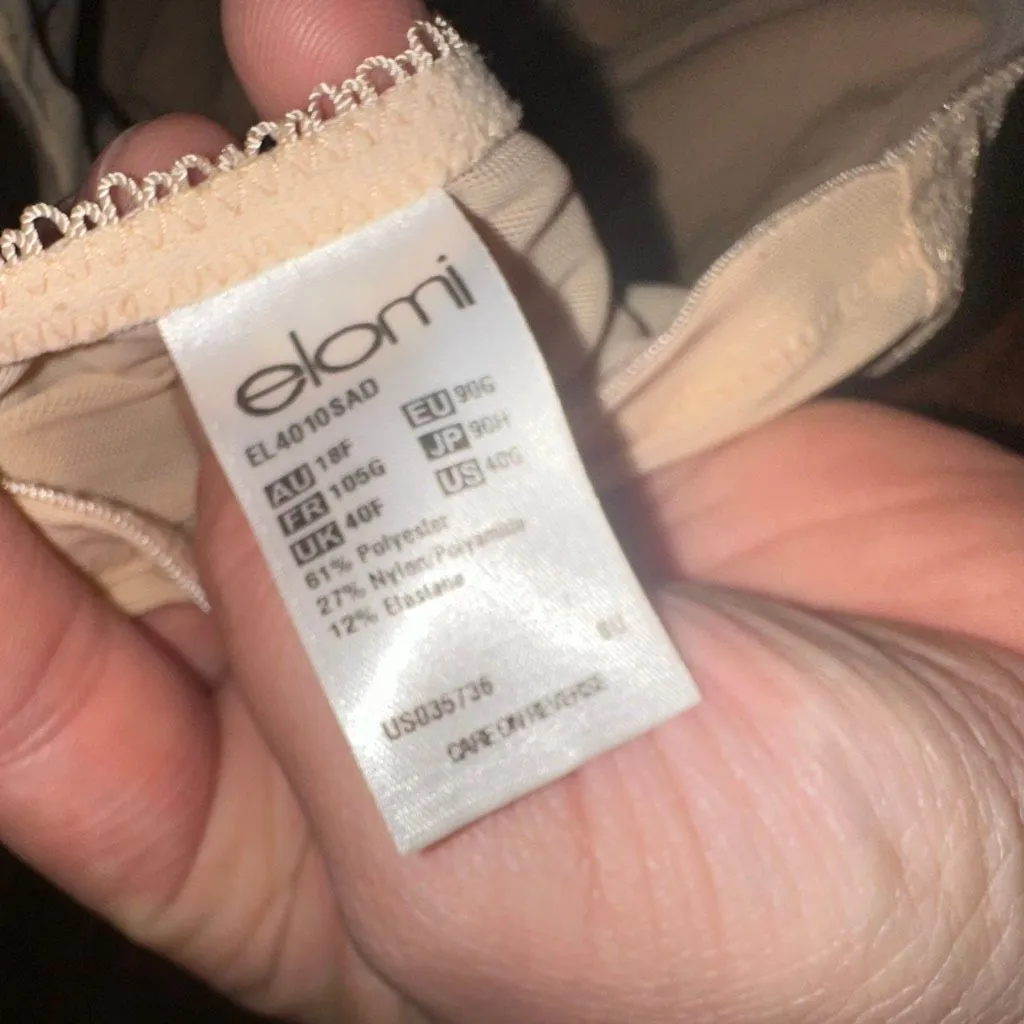 elomi
EL4010SAD
AU 18F EU 90G
FR 105G JP 90H
UK 40F US 40G
61% Polyester
27% Nylon/Polyamide
12% Elastane
US035736
CARE ON REVERSE